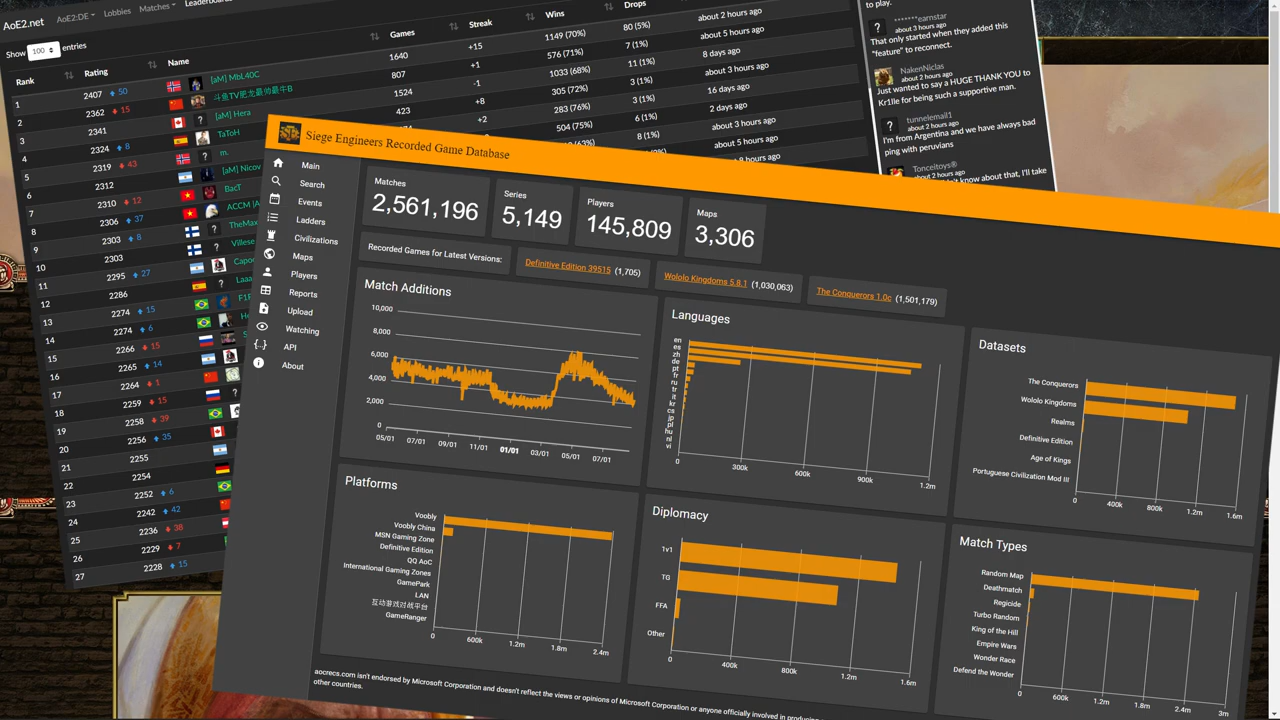 AoE2.net
AoE2:DE
Lobbies
Matches
Show 100 entries
Rank
Rating
Name
Games
Streak
Wins
Drops
1 2407 50 [aM] MbL40C 1640 +15 1149 (70%) 80 (5%) about 2 hours ago
2 2362 15 斗鱼TV肥龙最帅最牛B 807 +1 576 (71%) 7 (1%) about 5 hours ago
3 2341 [aM] Hera 1524 -1 1033 (68%) 11 (1%) 8 days ago
4 2324 8 TaToH 423 +8 305 (72%) 3 (1%) 16 days ago
5 2319 43 m. +2 283 (76%) 3 (1%) 2 days ago
6 2312 [aM] Nicov 504 (75%) 6 (1%) about 3 hours ago
7 2310 12 BacT 8 (1%) about 5 hours ago
8 2306 37 ACCM
9 2303 8 TheMax
10 2303 Villese
11 2295 27 Capo
12 2286
13 2274 15
14 2274 6
15 2266 15
16 2265 14
17 2264 1
18 2259 15
19 2258 39
20 2256 35
21 2255
22 2254
23 2252 6
24 2242 42
25 2236 38
26 2229 7
27 2228 15
to play.
*******earnstar
about 3 hours ago
That only started when they added this
"feature" to reconnect.
NakenNiclas
about 2 hours ago
Just wanted to say a HUGE THANK YOU to
Kr1lle for being such a supportive man.
tunnelemail1
about 2 hours ago
I'm from Argentina and we have always bad
ping with peruvians
Tonceitoys®
about 2 hours ago
know about that, I'll take
Siege Engineers Recorded Game Database
Main
Search
Events
Ladders
Civilizations
Maps
Players
Reports
Upload
Watching
API
About
Matches
2,561,196
Series
5,149
Players
145,809
Maps
3,306
Recorded Games for Latest Versions:
Definitive Edition 39515 (1,705)
Wololo Kingdoms 5.8.1 (1,030,063)
The Conquerors 1.0c (1,501,179)
Match Additions
10,000
8,000
6,000
4,000
2,000
0
05/01 07/01 09/01 11/01 01/01 03/01 05/01 07/01
Languages
en
es
zh
de
pt
fr
ru
tr
it
kr
cs
jp
pl
hu
nl
vi
0 300k 600k 900k 1.2m
Datasets
The Conquerors
Wololo Kingdoms
Realms
Definitive Edition
Age of Kings
Portuguese Civilization Mod III
0 400k 800k 1.2m 1.6m
Platforms
Voobly
Voobly China
MSN Gaming Zone
Definitive Edition
QQ AoC
International Gaming Zones
GamePark
LAN
互动游戏对战平台
GameRanger
0 600k 1.2m 1.8m 2.4m
Diplomacy
1v1
TG
FFA
Other
0 400k 800k 1.2m 1.6m
Match Types
Random Map
Deathmatch
Regicide
Turbo Random
King of the Hill
Empire Wars
Wonder Race
Defend the Wonder
0 600k 1.2m 1.8m 2.4m 3m
aocrecs.com isn't endorsed by Microsoft Corporation and doesn't reflect the views or opinions of Microsoft Corporation or anyone officially involved in producing
other countries.